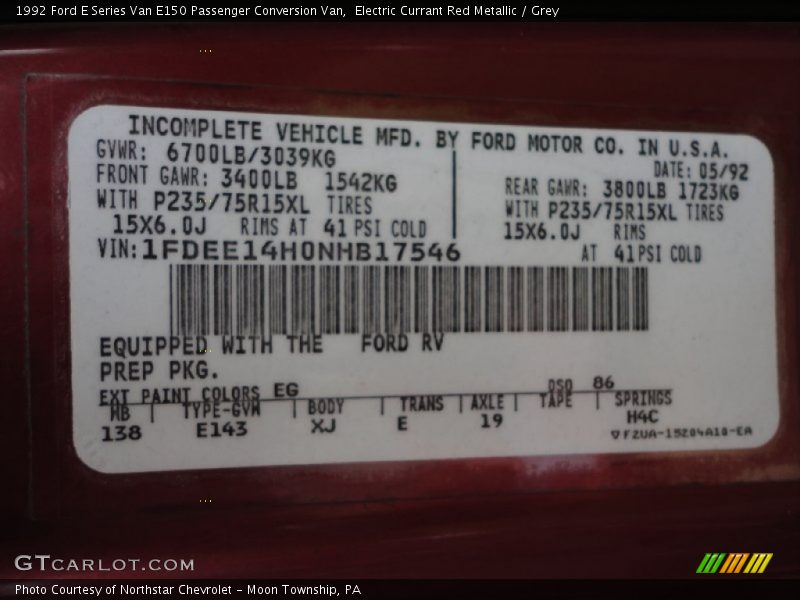 1992 Ford E Series Van E150 Passenger Conversion Van,  Electric Currant Red Metallic / Grey
INCOMPLETE VEHICLE MFD. BY FORD MOTOR CO. IN U.S.A.
GVWR: 6700LB/3039KG
DATE: 05/92
FRONT GAWR: 3400LB 1542KG
REAR GAWR: 3800LB 1723KG
WITH P235/75R15XL TIRES
WITH P235/75R15XL TIRES
15X6.0J RIMS AT 41 PSI COLD
15X6.0J RIMS
AT 41 PSI COLD
VIN: 1FDEE14H0NHB17546
EQUIPPED WITH THE FORD RV
PREP PKG.
EXT PAINT COLORS EG DSO 86
WB | TYPE-GVW | BODY | TRANS | AXLE | TAPE | SPRINGS
138 E143 XJ E 19 H4C
▽F2UA-15204A10-EA
GTCARLOT.COM
Photo Courtesy of Northstar Chevrolet - Moon Township, PA